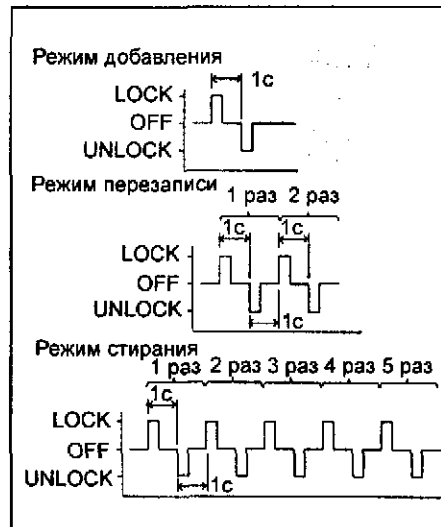 Режим добавления
1с
LOCK
OFF
UNLOCK
Режим перезаписи
1 раз 2 раз
1с 1с
LOCK
OFF
UNLOCK
1с
Режим стирания
1 раз 2 раз 3 раз 4 раз 5 раз
1с
LOCK
OFF
UNLOCK
1с